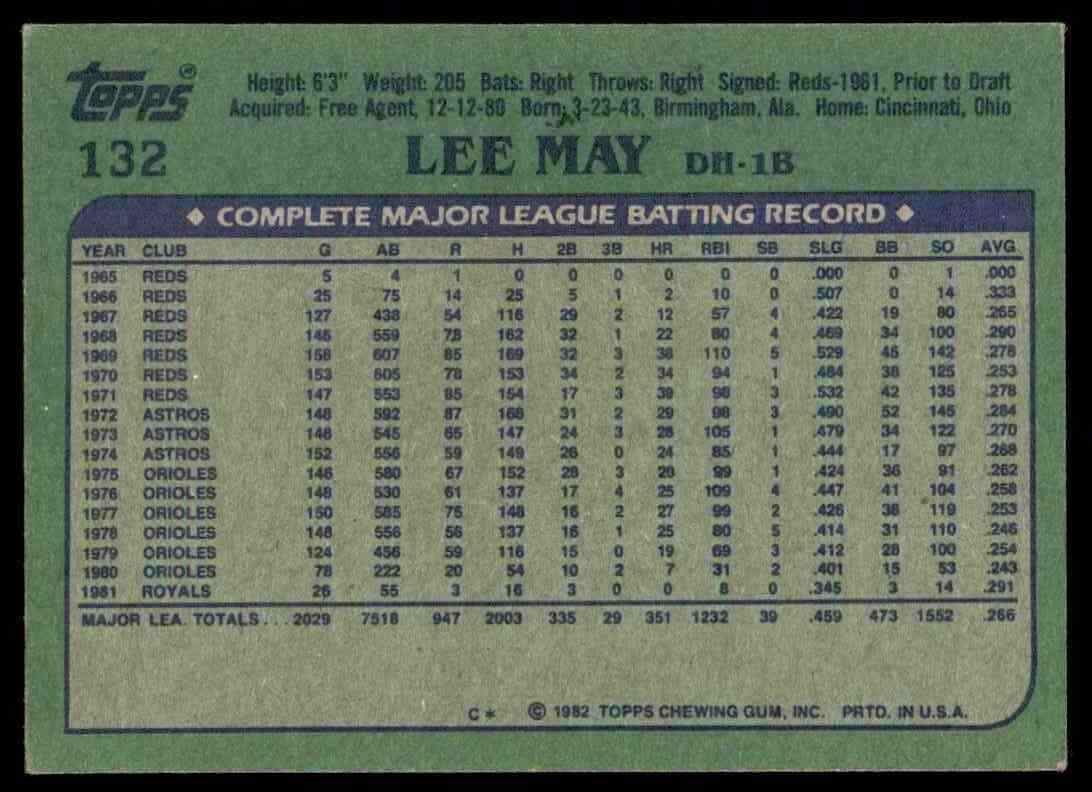 Topps®
Height: 6'3" Weight: 205 Bats: Right Throws: Right Signed: Reds-1961, Prior to Draft
Acquired: Free Agent, 12-12-80 Born: 3-23-43, Birmingham, Ala. Home: Cincinnati, Ohio
132 LEE MAY DH-1B
◆ COMPLETE MAJOR LEAGUE BATTING RECORD ◆
YEAR CLUB G AB R H 2B 3B HR RBI SB SLG BB SO AVG.
1965 REDS 5 4 1 0 0 0 0 0 0 .000 0 1 .000
1966 REDS 25 75 14 25 5 1 2 10 0 .507 0 14 .333
1967 REDS 127 438 54 116 29 2 12 57 4 .422 19 80 .265
1968 REDS 146 559 78 162 32 1 22 80 4 .469 34 100 .290
1969 REDS 158 607 85 169 32 3 38 110 5 .529 45 142 .278
1970 REDS 153 605 78 153 34 2 34 94 1 .484 38 125 .253
1971 REDS 147 553 85 154 17 3 39 98 3 .532 42 135 .278
1972 ASTROS 148 592 87 168 31 2 29 98 3 .490 52 145 .284
1973 ASTROS 148 545 65 147 24 3 28 105 1 .479 34 122 .270
1974 ASTROS 152 556 59 149 26 0 24 85 1 .444 17 97 .268
1975 ORIOLES 146 580 67 152 28 3 20 99 1 .424 36 91 .262
1976 ORIOLES 148 530 61 137 17 4 25 109 4 .447 41 104 .258
1977 ORIOLES 150 585 75 148 16 2 27 99 2 .426 38 119 .253
1978 ORIOLES 148 556 56 137 16 1 25 80 5 .414 31 110 .246
1979 ORIOLES 124 456 59 116 15 0 19 69 3 .412 28 100 .254
1980 ORIOLES 78 222 20 54 10 2 7 31 2 .401 15 53 .243
1981 ROYALS 26 55 3 16 3 0 0 8 0 .345 3 14 .291
MAJOR LEA. TOTALS... 2029 7518 947 2003 335 29 351 1232 39 .459 473 1552 .266
C* © 1982 TOPPS CHEWING GUM, INC. PRTD. IN U.S.A.